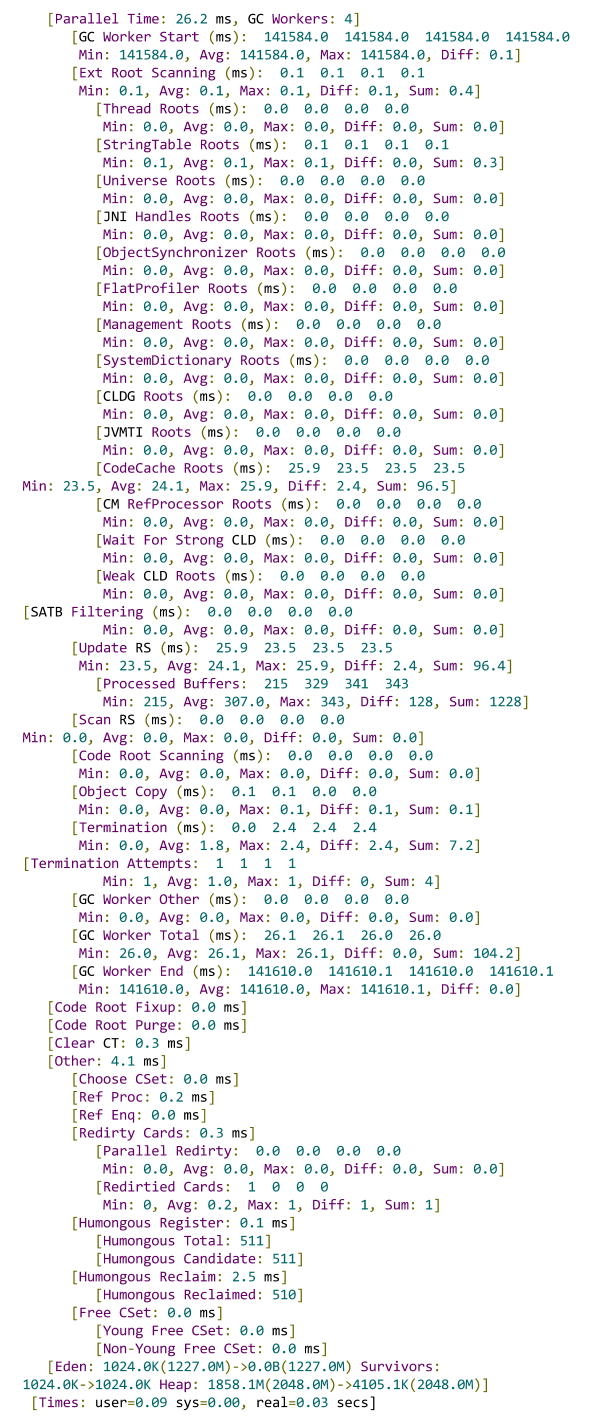 [Parallel Time: 26.2 ms, GC Workers: 4]
[GC Worker Start (ms):  141584.0  141584.0  141584.0  141584.0
Min: 141584.0, Avg: 141584.0, Max: 141584.0, Diff: 0.1]
[Ext Root Scanning (ms):  0.1  0.1  0.1  0.1
Min: 0.1, Avg: 0.1, Max: 0.1, Diff: 0.1, Sum: 0.4]
[Thread Roots (ms):  0.0  0.0  0.0  0.0
Min: 0.0, Avg: 0.0, Max: 0.0, Diff: 0.0, Sum: 0.0]
[StringTable Roots (ms):  0.1  0.1  0.1  0.1
Min: 0.1, Avg: 0.1, Max: 0.1, Diff: 0.0, Sum: 0.3]
[Universe Roots (ms):  0.0  0.0  0.0  0.0
Min: 0.0, Avg: 0.0, Max: 0.0, Diff: 0.0, Sum: 0.0]
[JNI Handles Roots (ms):  0.0  0.0  0.0  0.0
Min: 0.0, Avg: 0.0, Max: 0.0, Diff: 0.0, Sum: 0.0]
[ObjectSynchronizer Roots (ms):  0.0  0.0  0.0  0.0
Min: 0.0, Avg: 0.0, Max: 0.0, Diff: 0.0, Sum: 0.0]
[FlatProfiler Roots (ms):  0.0  0.0  0.0  0.0
Min: 0.0, Avg: 0.0, Max: 0.0, Diff: 0.0, Sum: 0.0]
[Management Roots (ms):  0.0  0.0  0.0  0.0
Min: 0.0, Avg: 0.0, Max: 0.0, Diff: 0.0, Sum: 0.0]
[SystemDictionary Roots (ms):  0.0  0.0  0.0  0.0
Min: 0.0, Avg: 0.0, Max: 0.0, Diff: 0.0, Sum: 0.0]
[CLDG Roots (ms):  0.0  0.0  0.0  0.0
Min: 0.0, Avg: 0.0, Max: 0.0, Diff: 0.0, Sum: 0.0]
[JVMTI Roots (ms):  0.0  0.0  0.0  0.0
Min: 0.0, Avg: 0.0, Max: 0.0, Diff: 0.0, Sum: 0.0]
[CodeCache Roots (ms):  25.9  23.5  23.5  23.5
Min: 23.5, Avg: 24.1, Max: 25.9, Diff: 2.4, Sum: 96.5]
[CM RefProcessor Roots (ms):  0.0  0.0  0.0  0.0
Min: 0.0, Avg: 0.0, Max: 0.0, Diff: 0.0, Sum: 0.0]
[Wait For Strong CLD (ms):  0.0  0.0  0.0  0.0
Min: 0.0, Avg: 0.0, Max: 0.0, Diff: 0.0, Sum: 0.0]
[Weak CLD Roots (ms):  0.0  0.0  0.0  0.0
Min: 0.0, Avg: 0.0, Max: 0.0, Diff: 0.0, Sum: 0.0]
[SATB Filtering (ms):  0.0  0.0  0.0  0.0
Min: 0.0, Avg: 0.0, Max: 0.0, Diff: 0.0, Sum: 0.0]
[Update RS (ms):  25.9  23.5  23.5  23.5
Min: 23.5, Avg: 24.1, Max: 25.9, Diff: 2.4, Sum: 96.4]
[Processed Buffers:  215  329  341  343
Min: 215, Avg: 307.0, Max: 343, Diff: 128, Sum: 1228]
[Scan RS (ms):  0.0  0.0  0.0  0.0
Min: 0.0, Avg: 0.0, Max: 0.0, Diff: 0.0, Sum: 0.0]
[Code Root Scanning (ms):  0.0  0.0  0.0  0.0
Min: 0.0, Avg: 0.0, Max: 0.0, Diff: 0.0, Sum: 0.0]
[Object Copy (ms):  0.1  0.1  0.0  0.0
Min: 0.0, Avg: 0.0, Max: 0.1, Diff: 0.1, Sum: 0.1]
[Termination (ms):  0.0  2.4  2.4  2.4
Min: 0.0, Avg: 1.8, Max: 2.4, Diff: 2.4, Sum: 7.2]
[Termination Attempts:  1  1  1  1
Min: 1, Avg: 1.0, Max: 1, Diff: 0, Sum: 4]
[GC Worker Other (ms):  0.0  0.0  0.0  0.0
Min: 0.0, Avg: 0.0, Max: 0.0, Diff: 0.0, Sum: 0.0]
[GC Worker Total (ms):  26.1  26.1  26.0  26.0
Min: 26.0, Avg: 26.1, Max: 26.1, Diff: 0.0, Sum: 104.2]
[GC Worker End (ms):  141610.0  141610.1  141610.0  141610.1
Min: 141610.0, Avg: 141610.0, Max: 141610.1, Diff: 0.0]
[Code Root Fixup: 0.0 ms]
[Code Root Purge: 0.0 ms]
[Clear CT: 0.3 ms]
[Other: 4.1 ms]
[Choose CSet: 0.0 ms]
[Ref Proc: 0.2 ms]
[Ref Enq: 0.0 ms]
[Redirty Cards: 0.3 ms]
[Parallel Redirty:  0.0  0.0  0.0  0.0
Min: 0.0, Avg: 0.0, Max: 0.0, Diff: 0.0, Sum: 0.0]
[Redirtied Cards:  1  0  0  0
Min: 0, Avg: 0.2, Max: 1, Diff: 1, Sum: 1]
[Humongous Register: 0.1 ms]
[Humongous Total: 511]
[Humongous Candidate: 511]
[Humongous Reclaim: 2.5 ms]
[Humongous Reclaimed: 510]
[Free CSet: 0.0 ms]
[Young Free CSet: 0.0 ms]
[Non-Young Free CSet: 0.0 ms]
[Eden: 1024.0K(1227.0M)->0.0B(1227.0M) Survivors:
1024.0K->1024.0K Heap: 1858.1M(2048.0M)->4105.1K(2048.0M)]
[Times: user=0.09 sys=0.00, real=0.03 secs]